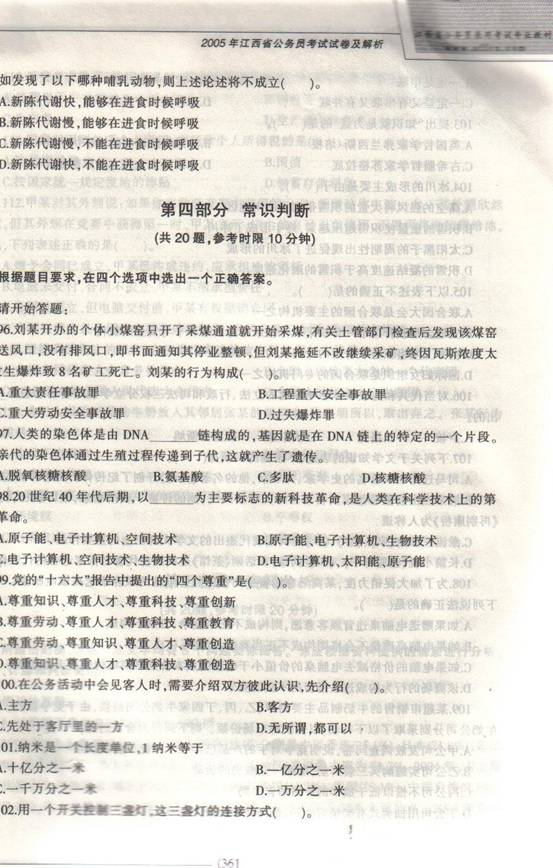 2005年江西省公务员考试试卷及解析
如发现了以下哪种哺乳动物,则上述论述将不成立(　　)。
A.新陈代谢快,能够在进食时候呼吸
B.新陈代谢慢,能够在进食时候呼吸
C.新陈代谢慢,不能在进食时候呼吸
D.新陈代谢快,不能在进食时候呼吸
第四部分　常识判断
(共20题,参考时限10分钟)
根据题目要求,在四个选项中选出一个正确答案。
请开始答题:
96.刘某开办的个体小煤窑只开了采煤通道就开始采煤,有关土管部门检查后发现该煤窑
送风口,没有排风口,即书面通知其停业整顿,但刘某拖延不改继续采矿,终因瓦斯浓度太
生爆炸致8名矿工死亡。刘某的行为构成(　　)。
A.重大责任事故罪　B.工程重大安全事故罪
C.重大劳动安全事故罪　D.过失爆炸罪
97.人类的染色体是由DNA______链构成的,基因就是在DNA链上的特定的一个片段。
亲代的染色体通过生殖过程传递到子代,这就产生了遗传。
A.脱氧核糖核酸　B.氨基酸　C.多肽　D.核糖核酸
98.20世纪40年代后期,以______为主要标志的新科技革命,是人类在科学技术上的第
革命。
A.原子能、电子计算机、空间技术　B.原子能、电子计算机、生物技术
C.电子计算机、空间技术、生物技术　D.电子计算机、太阳能、原子能
99.党的“十六大”报告中提出的“四个尊重”是(　　)。
A.尊重知识、尊重人才、尊重科技、尊重创新
B.尊重劳动、尊重人才、尊重科技、尊重教育
C.尊重劳动、尊重知识、尊重人才、尊重创造
D.尊重知识、尊重人才、尊重科技、尊重创造
100.在公务活动中会见客人时,需要介绍双方彼此认识,先介绍(　　)。
A.主方　B.客方
C.先处于客厅里的一方　D.无所谓,都可以
101.纳米是一个长度单位,1纳米等于
A.十亿分之一米　B.一亿分之一米
C.一千万分之一米　D.一万分之一米
102.用一个开关控制三盏灯,这三盏灯的连接方式(　　)。
(361